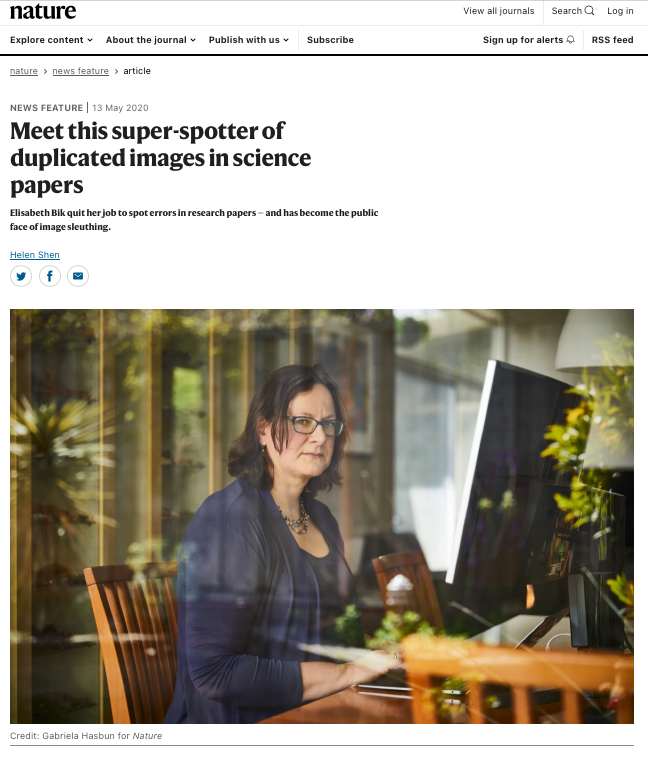 nature
View all journals
Search
Log in
Explore content
About the journal
Publish with us
Subscribe
Sign up for alerts
RSS feed
nature > news feature > article
NEWS FEATURE | 13 May 2020
Meet this super-spotter of
duplicated images in science
papers
Elisabeth Bik quit her job to spot errors in research papers — and has become the public
face of image sleuthing.
Helen Shen
Credit: Gabriela Hasbun for Nature